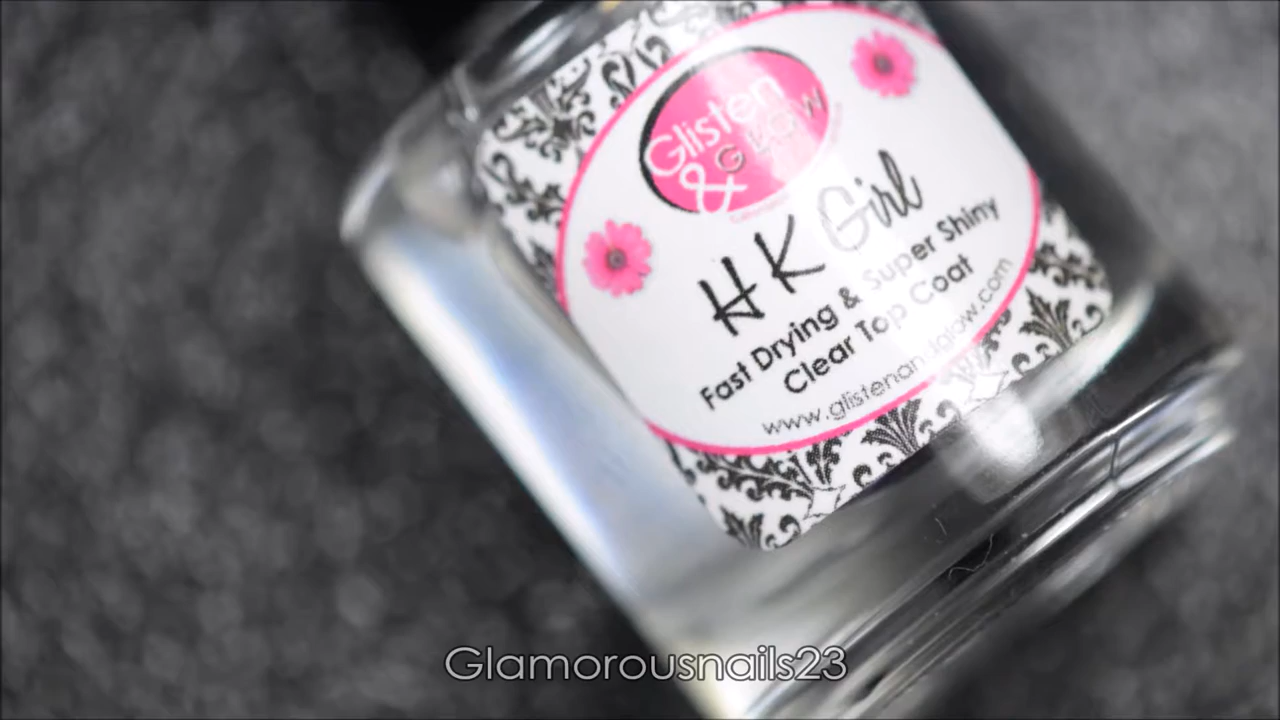 Glisten
& GLOW
HK Girl
Fast Drying & Super Shiny
Clear Top Coat
www.glistenandglow.com
Glamorousnails23